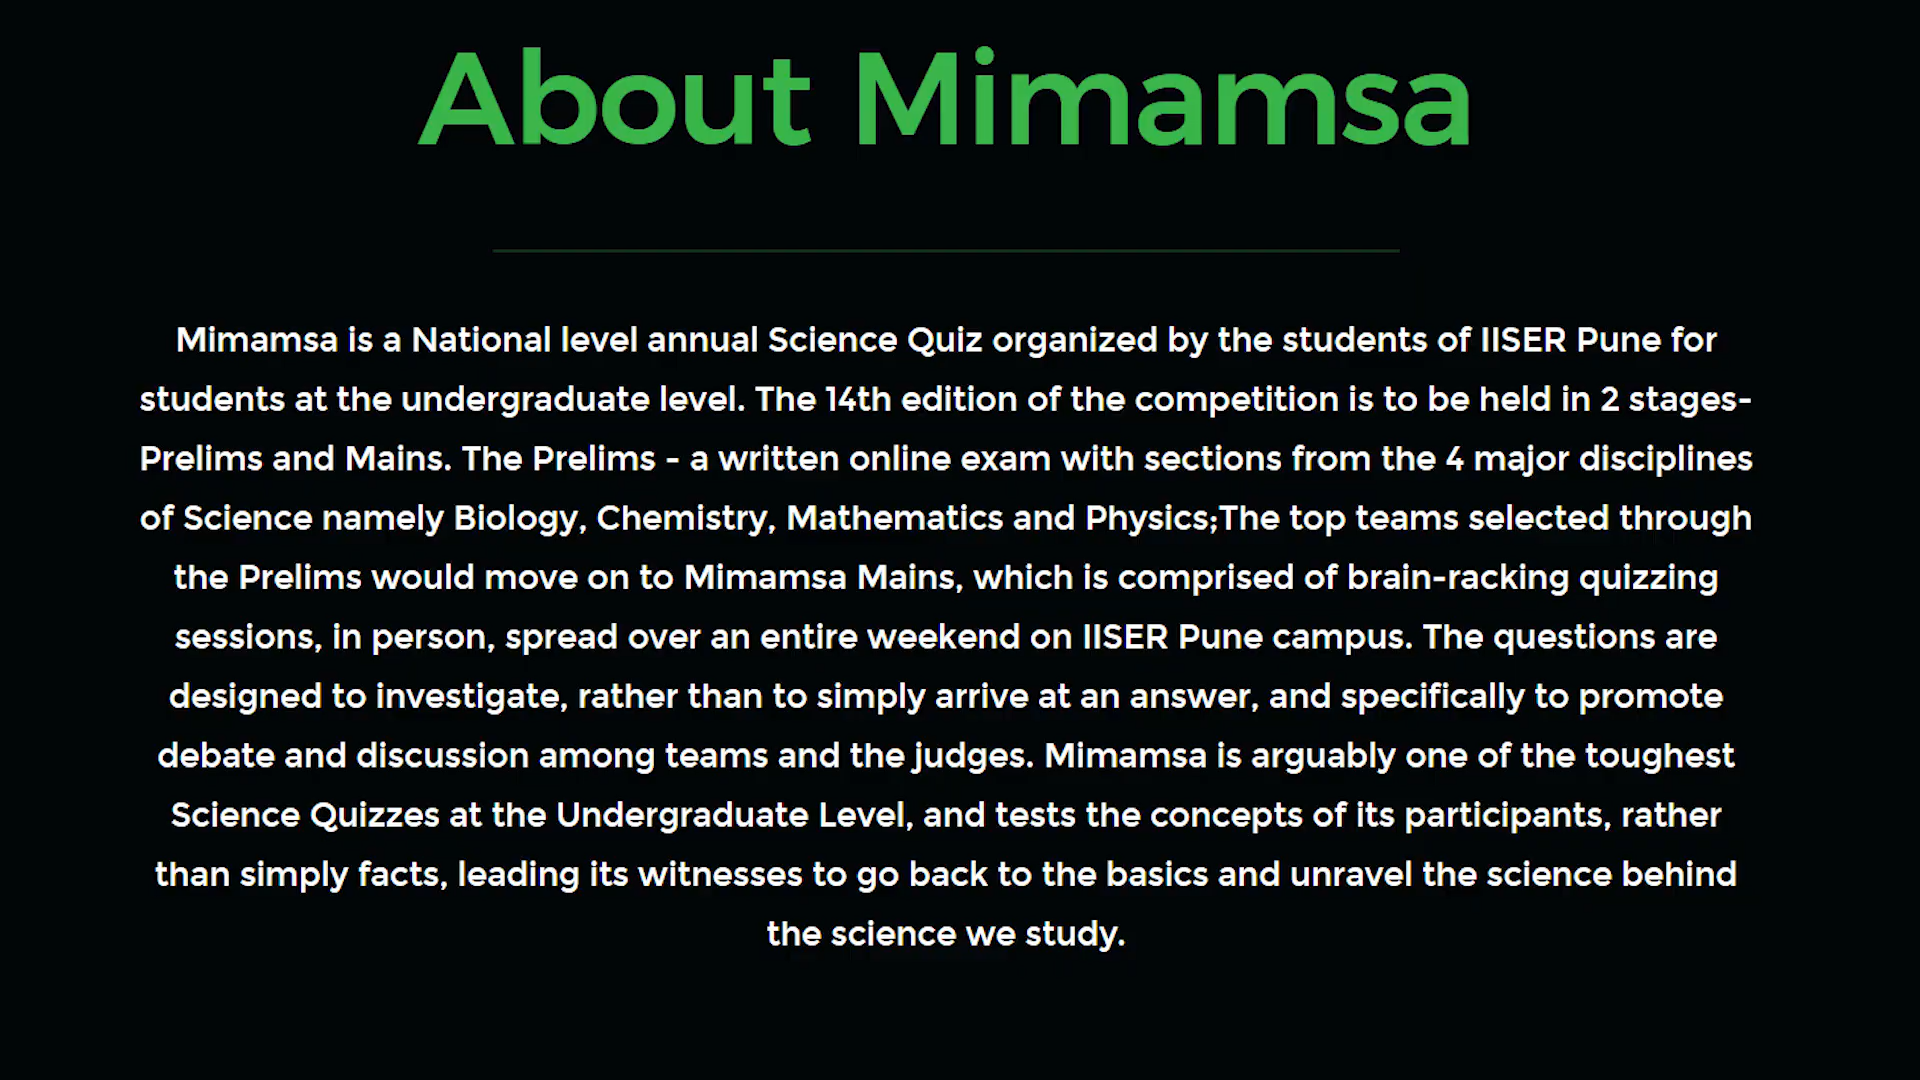 About Mimamsa
Mimamsa is a National level annual Science Quiz organized by the students of IISER Pune for
students at the undergraduate level. The 14th edition of the competition is to be held in 2 stages-
Prelims and Mains. The Prelims - a written online exam with sections from the 4 major disciplines
of Science namely Biology, Chemistry, Mathematics and Physics;The top teams selected through
the Prelims would move on to Mimamsa Mains, which is comprised of brain-racking quizzing
sessions, in person, spread over an entire weekend on IISER Pune campus. The questions are
designed to investigate, rather than to simply arrive at an answer, and specifically to promote
debate and discussion among teams and the judges. Mimamsa is arguably one of the toughest
Science Quizzes at the Undergraduate Level, and tests the concepts of its participants, rather
than simply facts, leading its witnesses to go back to the basics and unravel the science behind
the science we study.